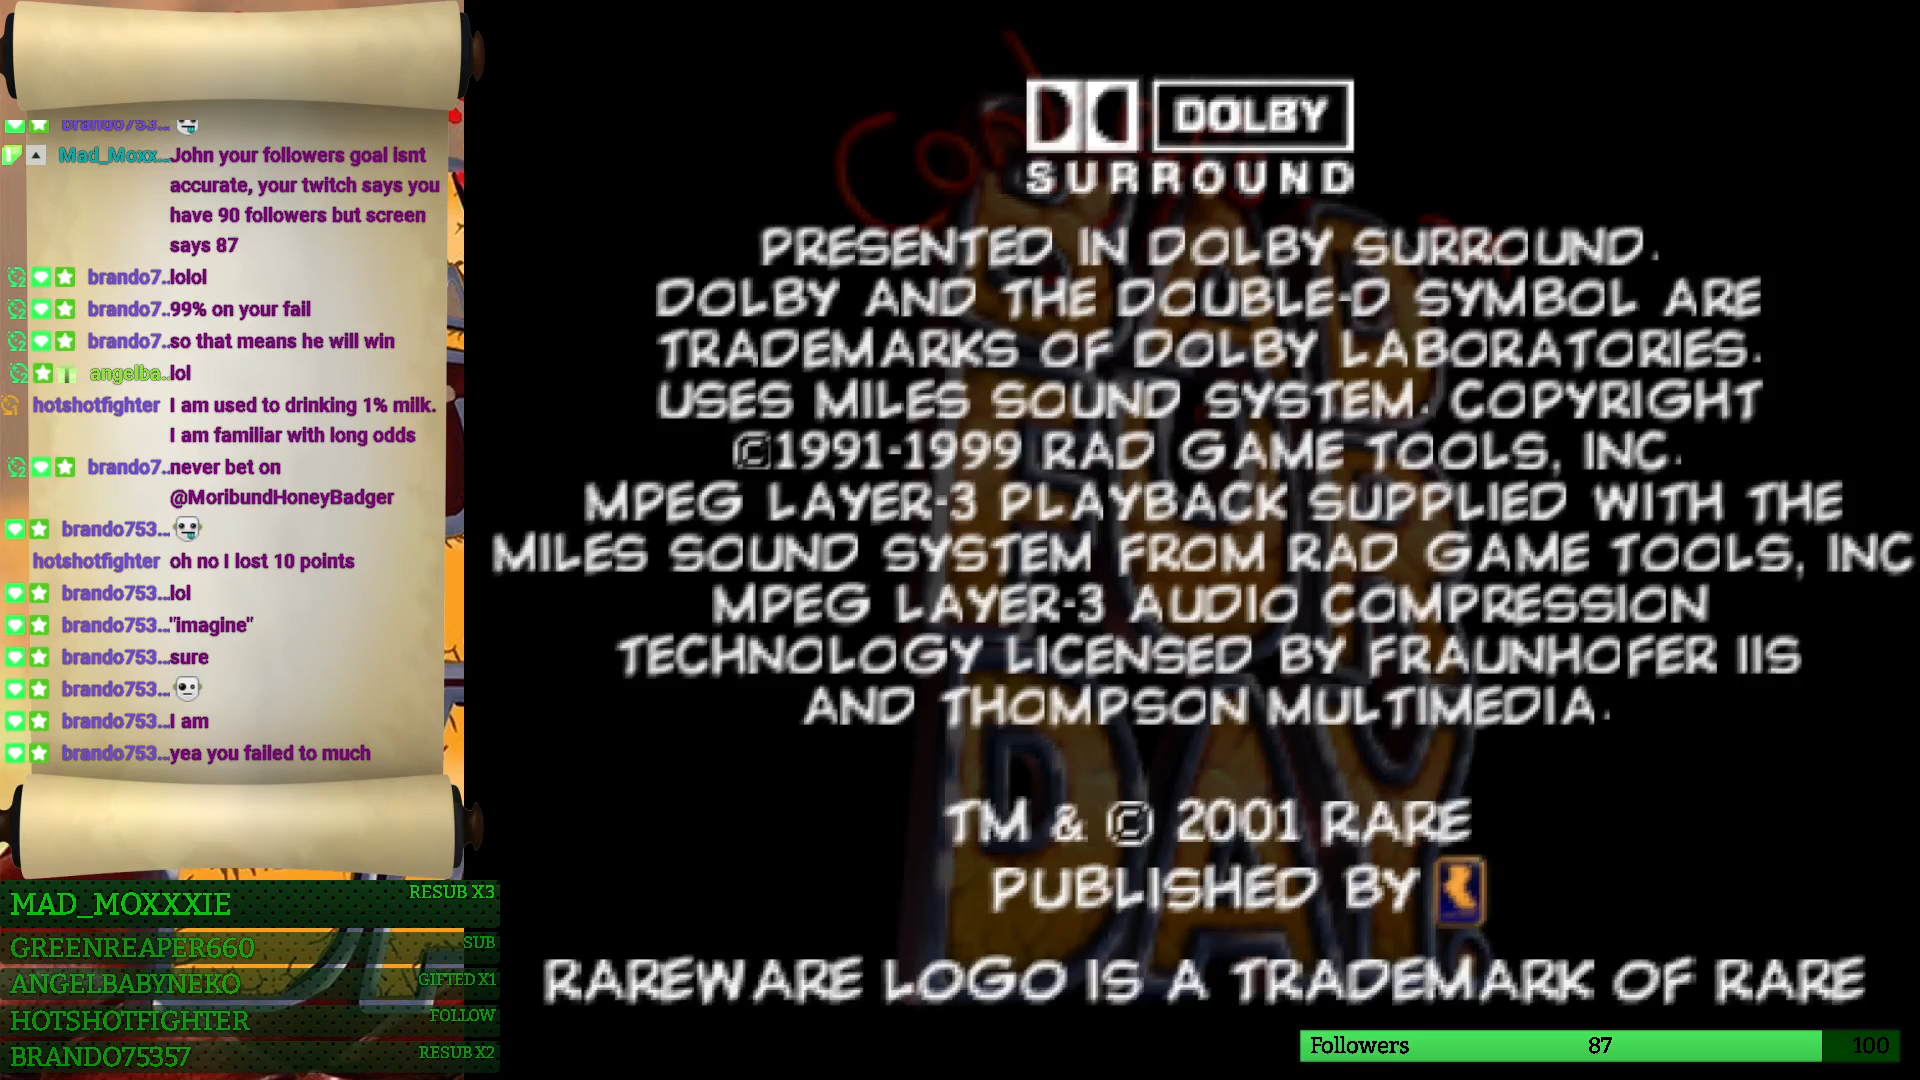 brando753...
Mad_Moxx...John your followers goal isnt
accurate, your twitch says you
have 90 followers but screen
says 87
brando7..lolol
brando7..99% on your fail
brando7..so that means he will win
angelba..lol
hotshotfighter I am used to drinking 1% milk.
I am familiar with long odds
brando7..never bet on
@MoribundHoneyBadger
brando753...
hotshotfighter oh no I lost 10 points
brando753...lol
brando753..."imagine"
brando753...sure
brando753...
brando753...I am
brando753...yea you failed to much
MAD_MOXXXIE RESUB X3
GREENREAPER660 SUB
ANGELBABYNEKO GIFTED X1
HOTSHOTFIGHTER FOLLOW
BRANDO75357 RESUB X2
DOLBY
SURROUND
PRESENTED IN DOLBY SURROUND.
DOLBY AND THE DOUBLE-D SYMBOL ARE
TRADEMARKS OF DOLBY LABORATORIES.
USES MILES SOUND SYSTEM. COPYRIGHT
©1991-1999 RAD GAME TOOLS, INC.
MPEG LAYER-3 PLAYBACK SUPPLIED WITH THE
MILES SOUND SYSTEM FROM RAD GAME TOOLS, INC
MPEG LAYER-3 AUDIO COMPRESSION
TECHNOLOGY LICENSED BY FRAUNHOFER IIS
AND THOMPSON MULTIMEDIA.
TM & © 2001 RARE
PUBLISHED BY
RAREWARE LOGO IS A TRADEMARK OF RARE
Followers 87 100